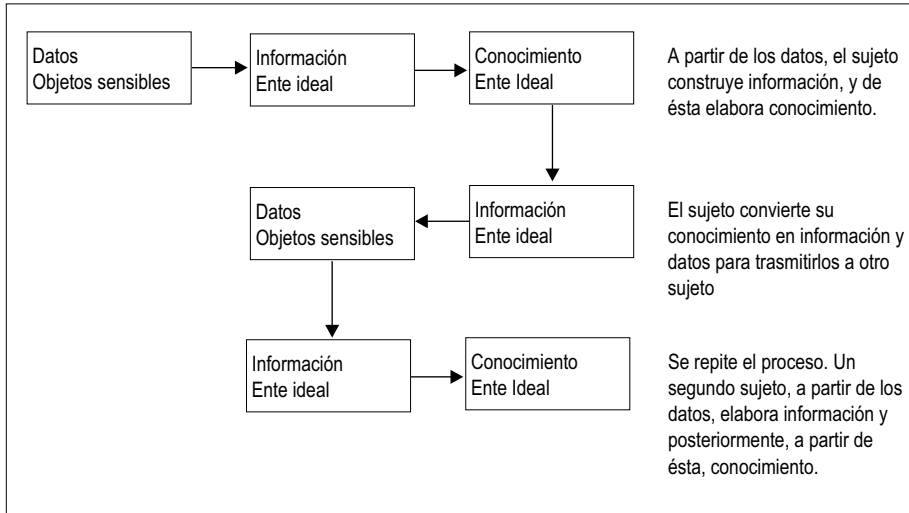 Datos
Objetos sensibles
Información
Ente ideal
Conocimiento
Ente Ideal
A partir de los datos, el sujeto
construye información, y de
ésta elabora conocimiento.
Datos
Objetos sensibles
Información
Ente ideal
El sujeto convierte su
conocimiento en información y
datos para trasmitirlos a otro
sujeto
Información
Ente ideal
Conocimiento
Ente Ideal
Se repite el proceso. Un
segundo sujeto, a partir de los
datos, elabora información y
posteriormente, a partir de
ésta, conocimiento.